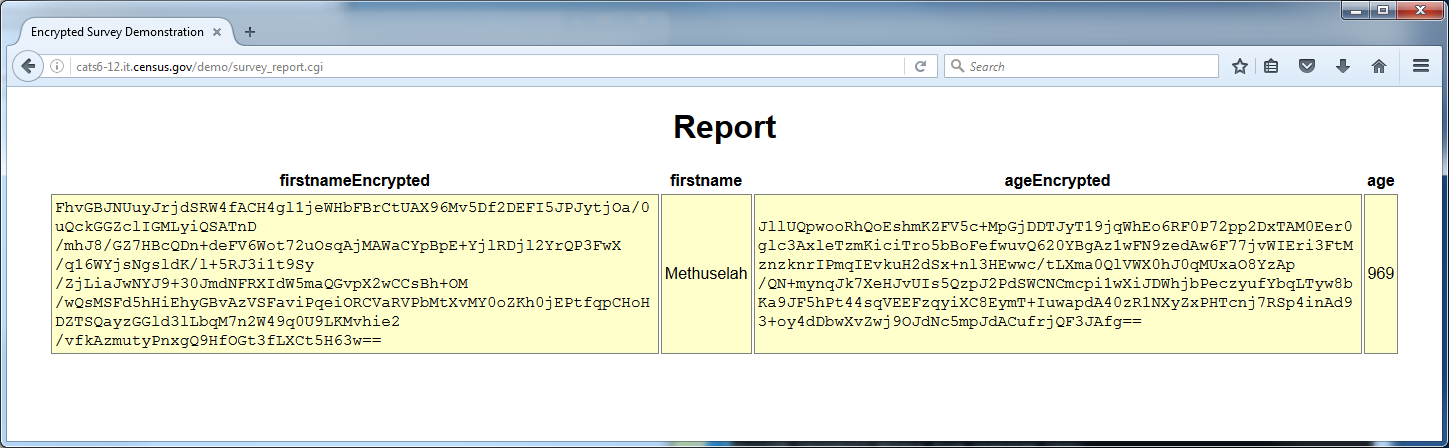 Encrypted Survey Demonstration
cats6-12.it.census.gov/demo/survey_report.cgi
Search
Report
firstnameEncrypted firstname ageEncrypted age
FhvGBJNUuyJrjdSRW4fACH4gl1jeWHbFBrCtUAX96Mv5Df2DEFI5JPJytjOa/0
uQckGGZclIGMLyiQSATnD
/mhJ8/GZ7HBcQDn+deFV6Wot72uOsqAjMAWaCYpBpE+YjlRDjl2YrQP3FwX
/q16WYjsNgsldK/l+5RJ3i1t9Sy
/ZjLiaJwNYJ9+30JmdNFRXIdW5maQGvpX2wCCsBh+OM
/wQsMSFd5hHiEhyGBvAzVSFaviPqeiORCVaRVPbMtXvMY0oZKh0jEPtfqpCHoH
DZTSQayzGGld3lLbqM7n2W49q0U9LKMvhie2
/vfkAzmutyPnxgQ9HfOGt3fLXCt5H63w==
Methuselah
JllUQpwooRhQoEshmKZFV5c+MpGjDDTJyT19jqWhEo6RF0P72pp2DxTAM0Eer0
glc3AxleTzmKiciTro5bBoFefwuvQ620YBgAz1wFN9zedAw6F77jvWIEri3FtM
znzknrIPmqIEvkuH2dSx+nl3HEwwc/tLXma0QlVWX0hJ0qMUxaO8YzAp
/QN+mynqJk7XeHJvUIs5QzpJ2PdSWCNCmcpi1wXiJDWhjbPeczyufYbqLTyw8b
Ka9JF5hPt44sqVEEFzqyiXC8EymT+IuwapdA40zR1NXyZxPHTcnj7RSp4inAd9
3+oy4dDbwXvZwj9OJdNc5mpJdACufrjQF3JAfg==
969